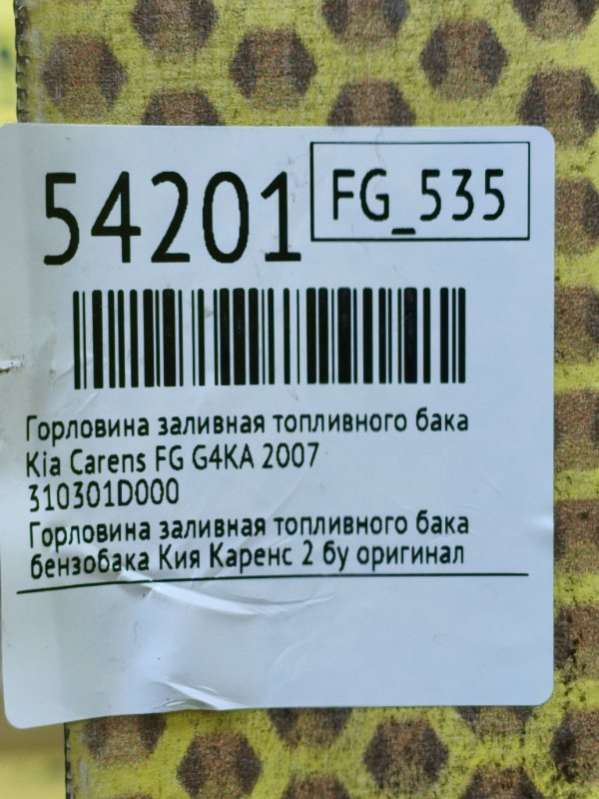 54201
FG_535
Горловина заливная топливного бака
Kia Carens FG G4KA 2007
310301D000
Горловина заливная топливного бака
бензобака Кия Каренс 2 бу оригинал